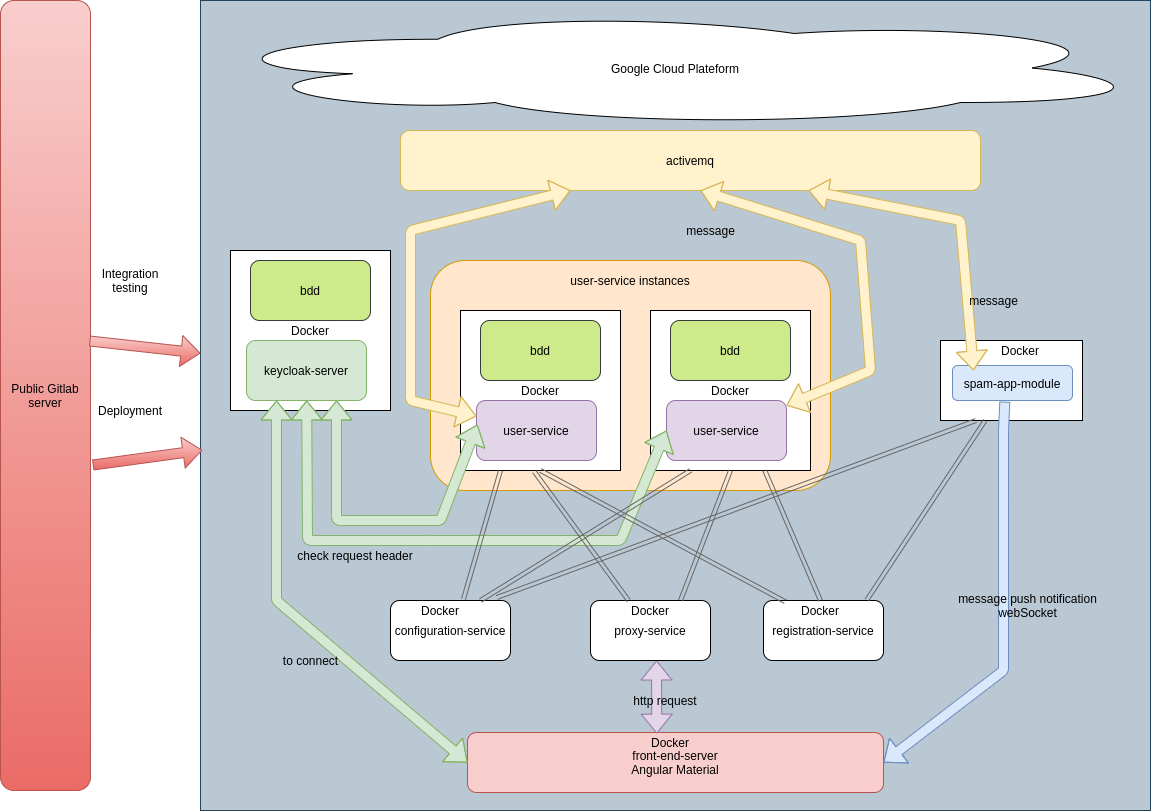 Google Cloud Plateform
activemq
message
Integration
testing
bdd
Docker
keycloak-server
user-service instances
bdd
Docker
user-service
bdd
Docker
user-service
message
Docker
spam-app-module
Public Gitlab
server
Deployment
check request header
Docker
configuration-service
Docker
proxy-service
Docker
registration-service
message push notification
webSocket
to connect
http request
Docker
front-end-server
Angular Material